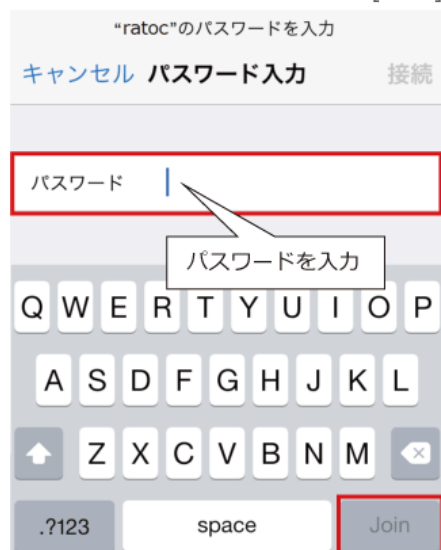 “ratoc”のパスワードを入力
キャンセル パスワード入力 接続
パスワード
パスワードを入力
Q W E R T Y U I O P
A S D F G H J K L
Z X C V B N M
.?123 space Join